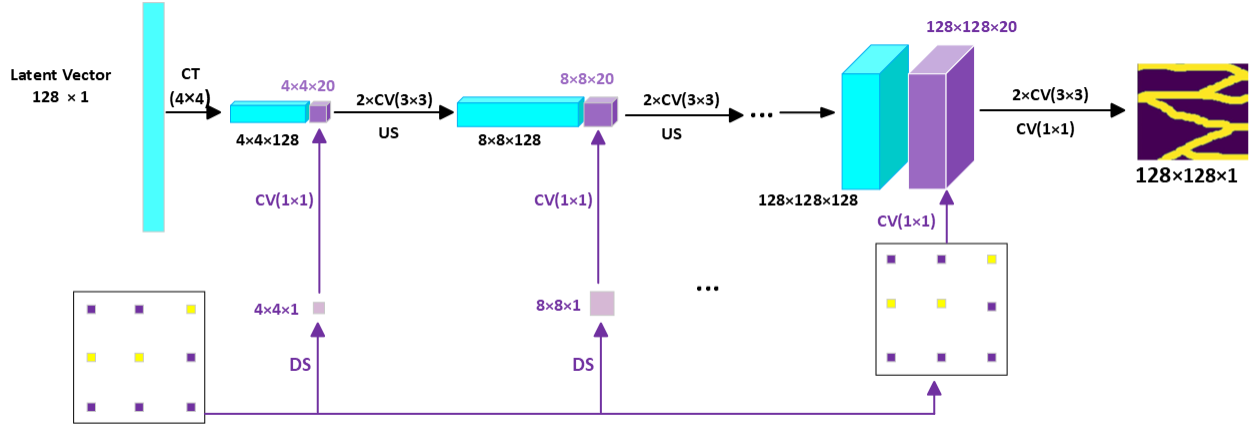 Latent Vector
128 × 1
CT
(4×4)
4×4×20
4×4×128
2×CV(3×3)
US
8×8×20
8×8×128
2×CV(3×3)
US
...
128×128×20
128×128×128
2×CV(3×3)
CV(1×1)
128×128×1
CV(1×1)
CV(1×1)
CV(1×1)
4×4×1
8×8×1
...
DS
DS